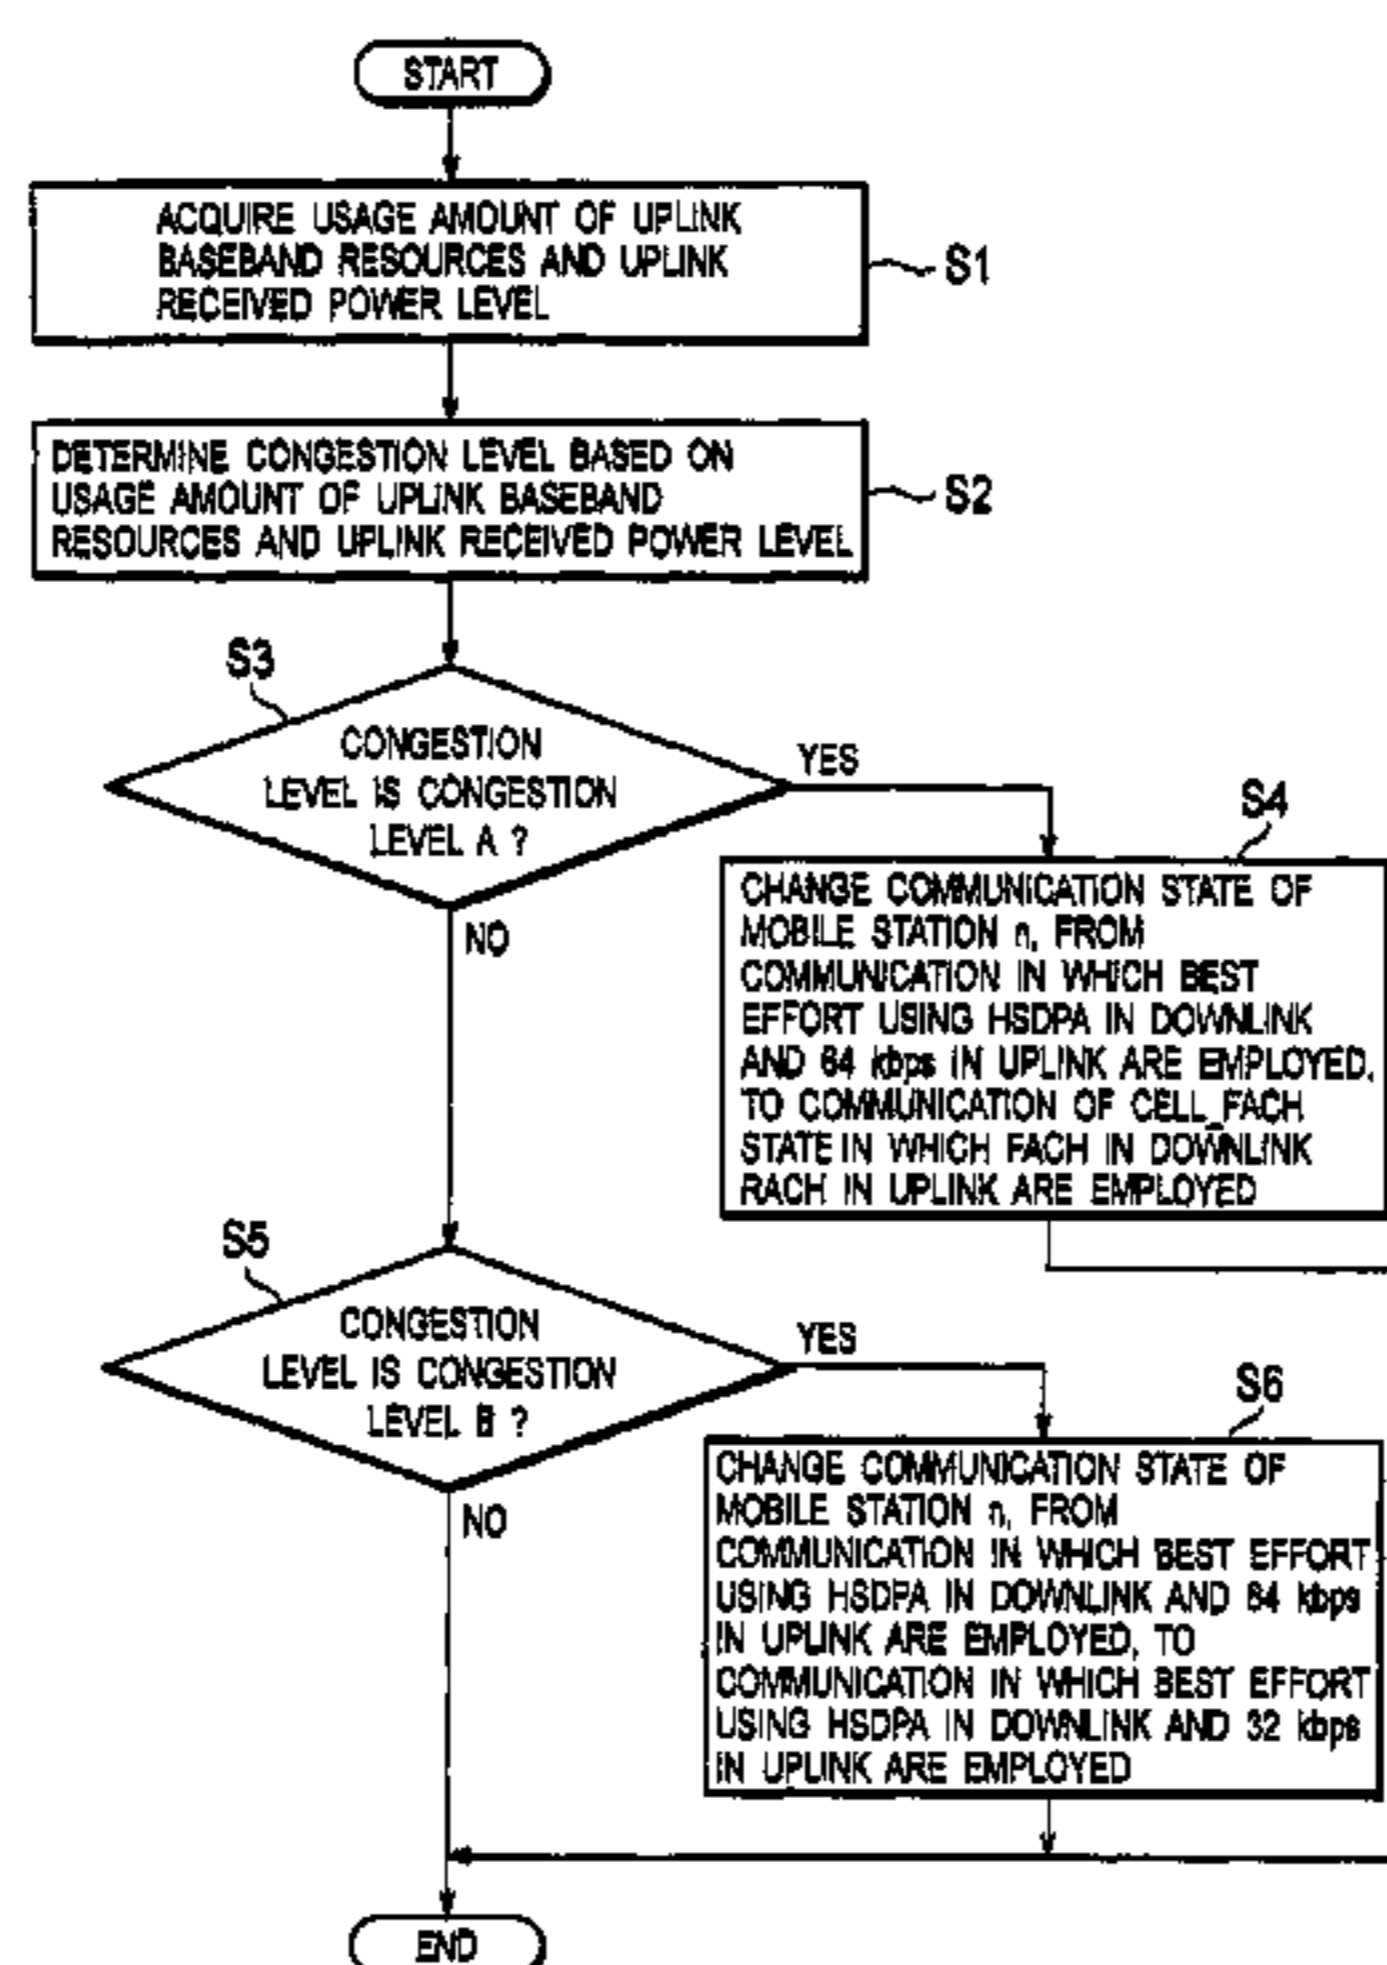 START
ACQUIRE USAGE AMOUNT OF UPLINK
BASEBAND RESOURCES AND UPLINK
RECEIVED POWER LEVEL
S1
DETERMINE CONGESTION LEVEL BASED ON
USAGE AMOUNT OF UPLINK BASEBAND
RESOURCES AND UPLINK RECEIVED POWER LEVEL
S2
S3
CONGESTION
LEVEL IS CONGESTION
LEVEL A ?
YES
NO
S4
CHANGE COMMUNICATION STATE OF
MOBILE STATION n, FROM
COMMUNICATION IN WHICH BEST
EFFORT USING HSDPA IN DOWNLINK
AND 64 kbps IN UPLINK ARE EMPLOYED,
TO COMMUNICATION OF CELL_FACH
STATE IN WHICH FACH IN DOWNLINK
RACH IN UPLINK ARE EMPLOYED
S5
CONGESTION
LEVEL IS CONGESTION
LEVEL B ?
YES
NO
S6
CHANGE COMMUNICATION STATE OF
MOBILE STATION n, FROM
COMMUNICATION IN WHICH BEST EFFORT
USING HSDPA IN DOWNLINK AND 64 kbps
IN UPLINK ARE EMPLOYED, TO
COMMUNICATION IN WHICH BEST EFFORT
USING HSDPA IN DOWNLINK AND 32 kbps
IN UPLINK ARE EMPLOYED
END